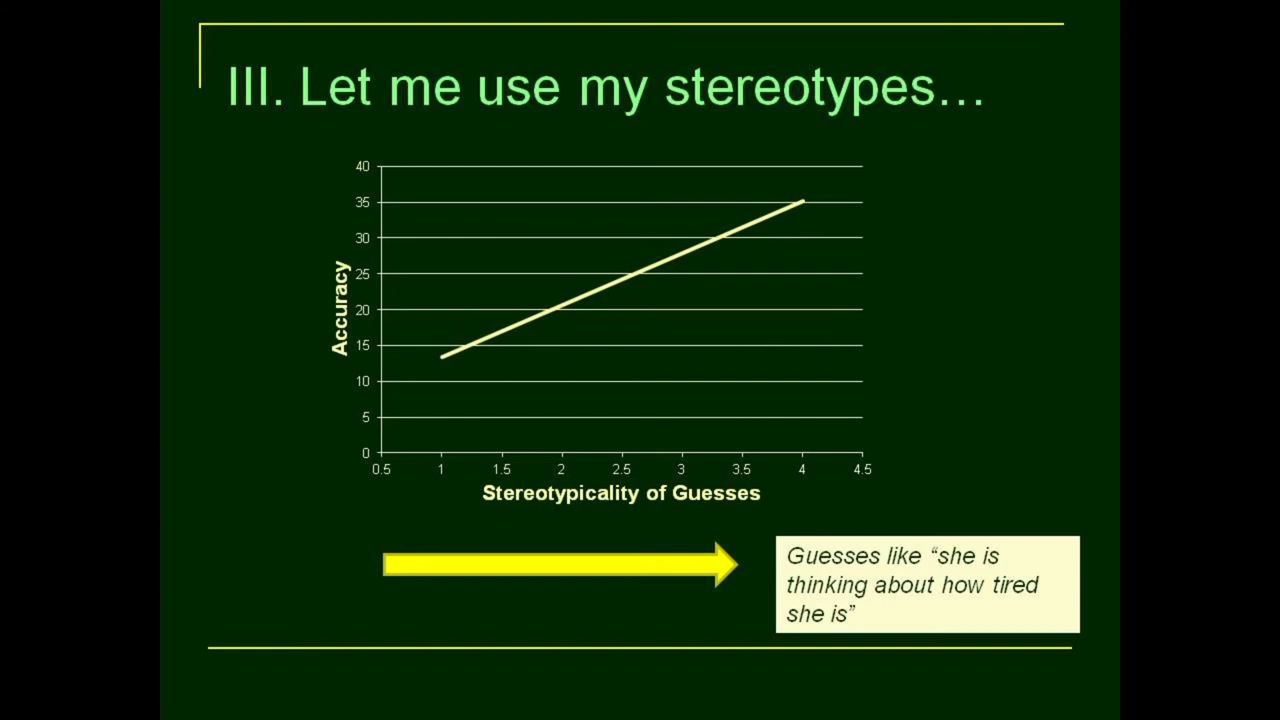 III. Let me use my stereotypes…
40
35
30
25
20
15
10
5
0
Accuracy
0.5 1 1.5 2 2.5 3 3.5 4 4.5
Stereotypicality of Guesses
Guesses like “she is
thinking about how tired
she is”